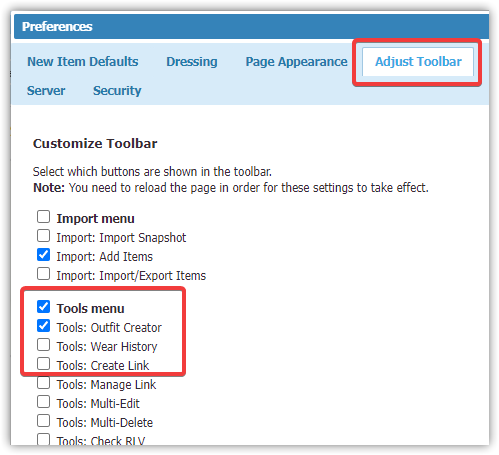 Preferences
New Item Defaults Dressing Page Appearance Adjust Toolbar
Server Security
Customize Toolbar
Select which buttons are shown in the toolbar.
Note: You need to reload the page in order for these settings to take effect.
Import menu
Import: Import Snapshot
Import: Add Items
Import: Import/Export Items
Tools menu
Tools: Outfit Creator
Tools: Wear History
Tools: Create Link
Tools: Manage Link
Tools: Multi-Edit
Tools: Multi-Delete
Tools: Check RLV